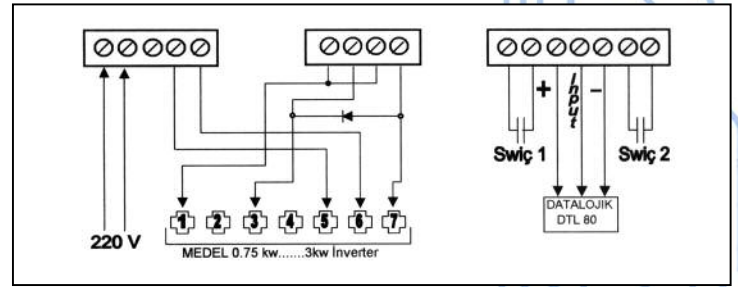 + Input −
Swiç 1
Swiç 2
1 2 3 4 5 6 7
DATALOJIK
DTL 80
220 V
MEDEL 0.75 kw.......3kw İnverter